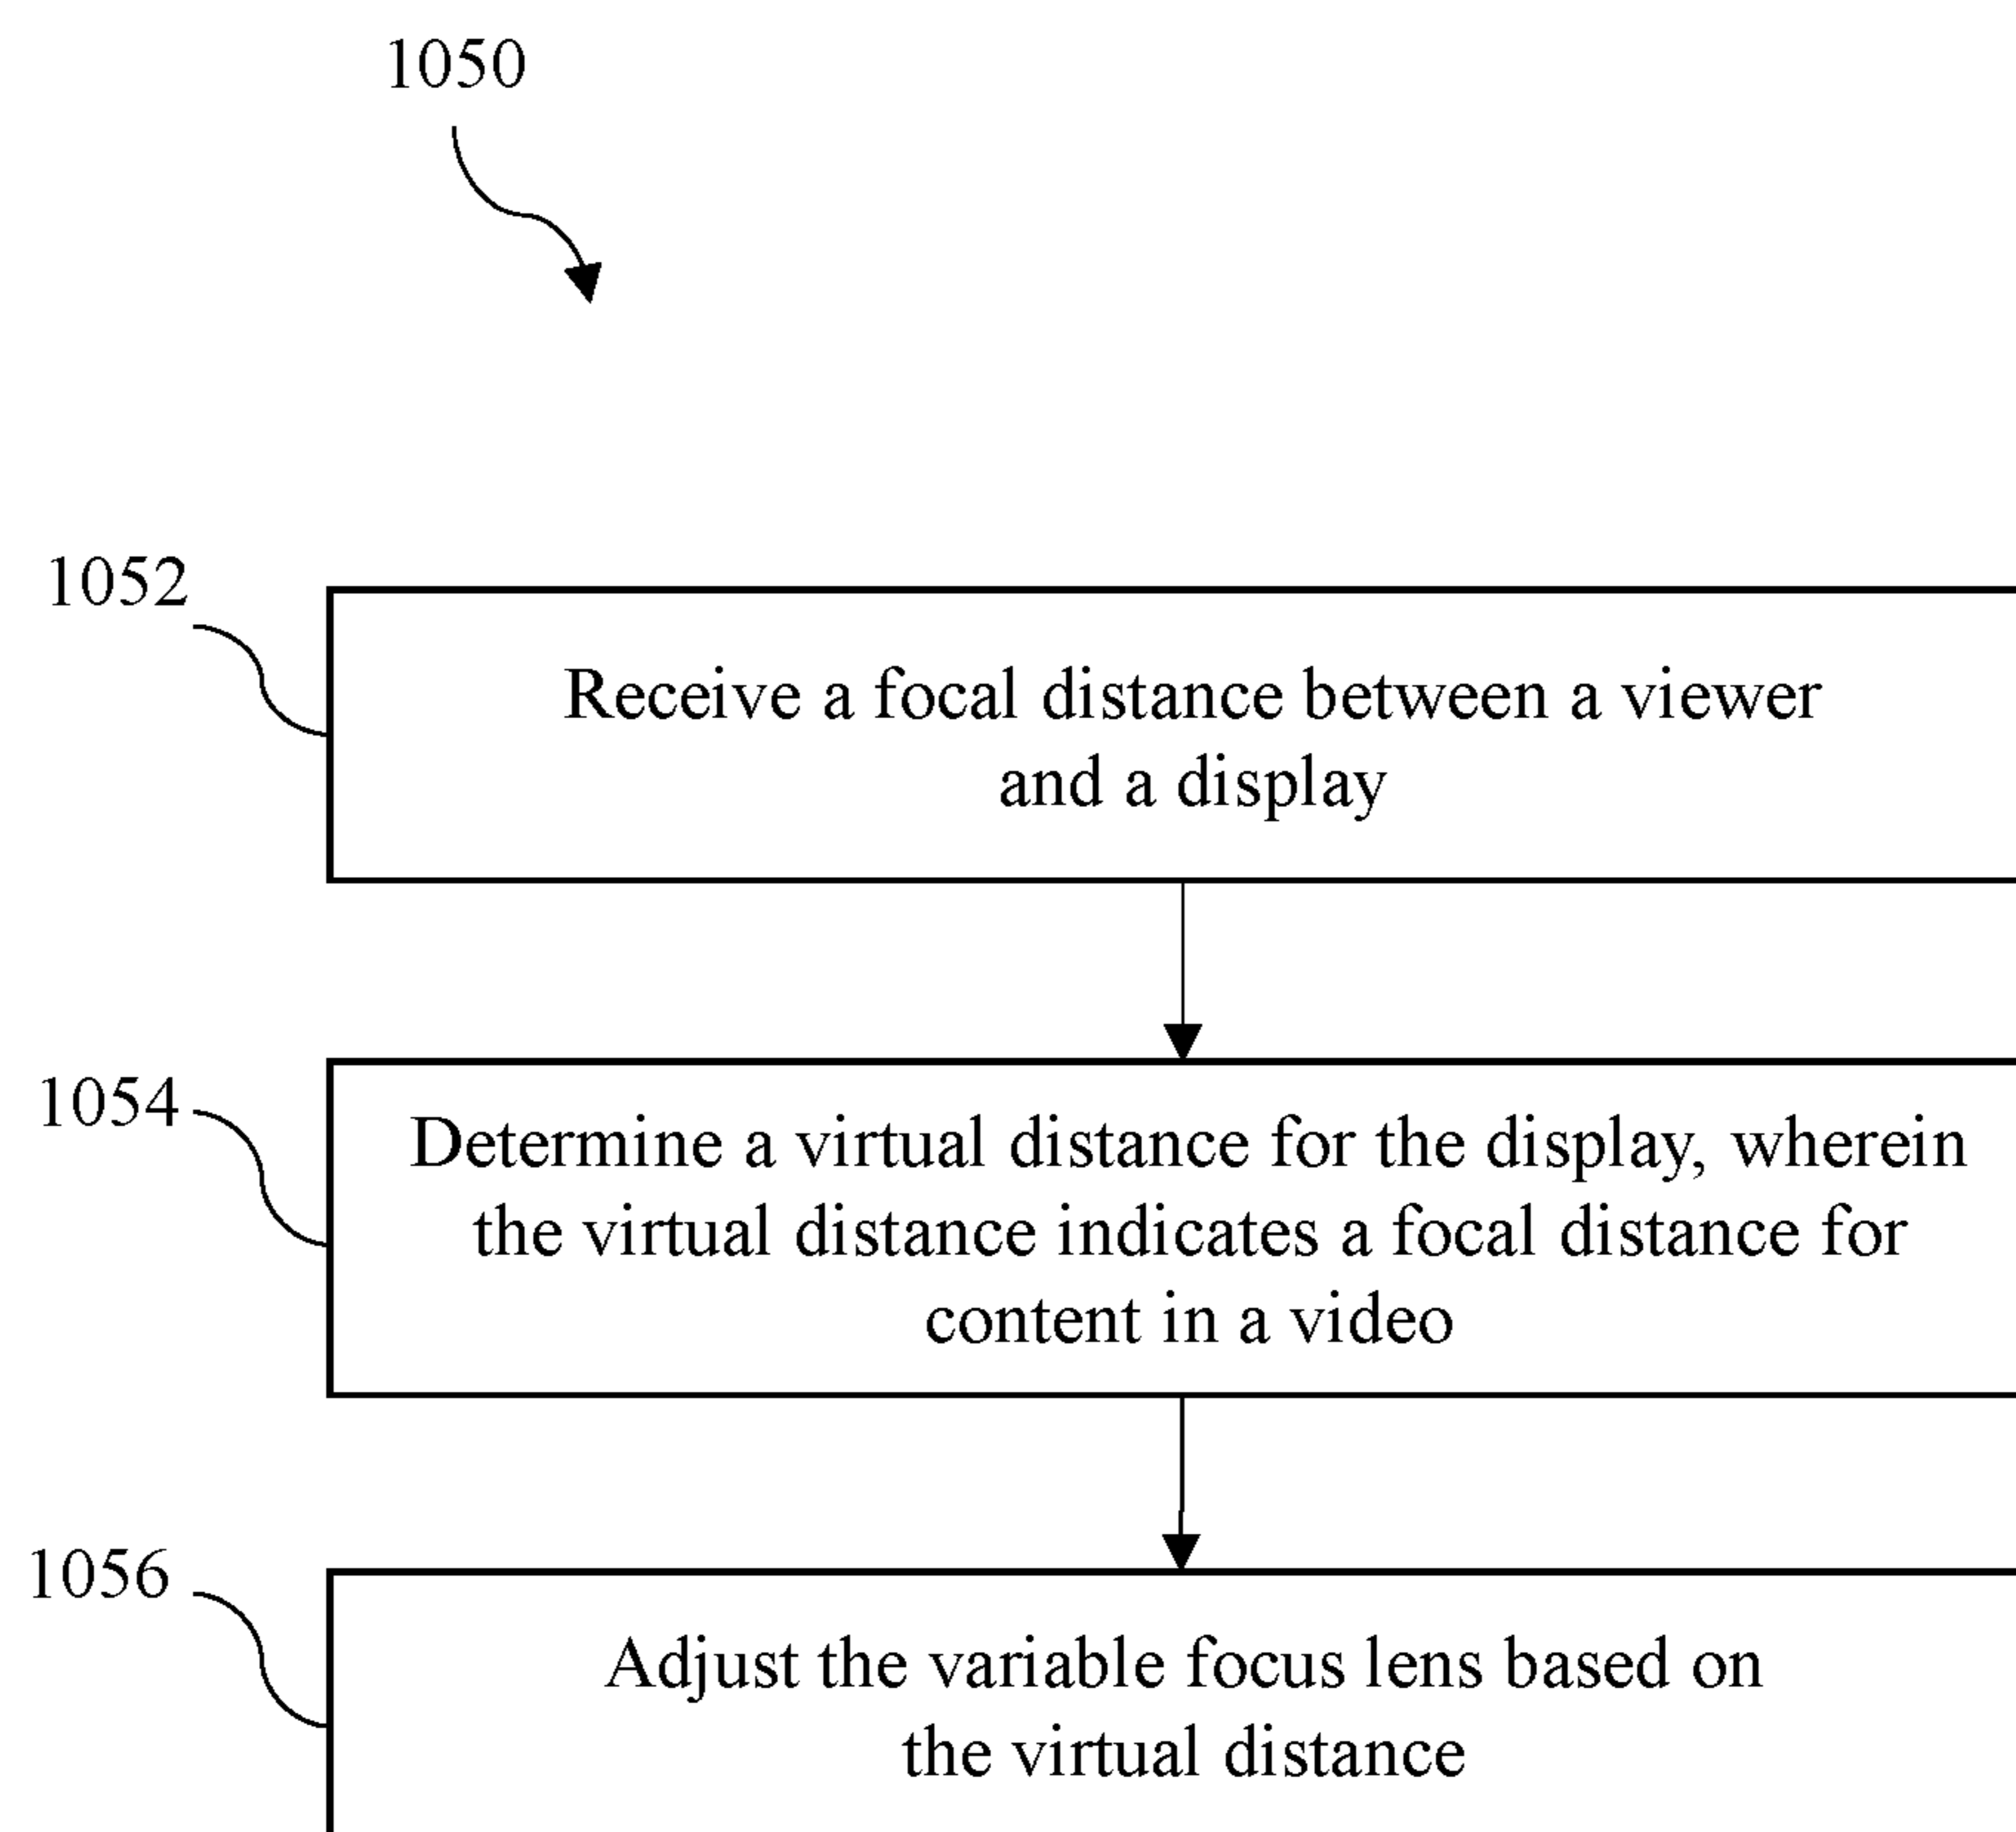 1050
1052
Receive a focal distance between a viewer
and a display
1054
Determine a virtual distance for the display, wherein
the virtual distance indicates a focal distance for
content in a video
1056
Adjust the variable focus lens based on
the virtual distance